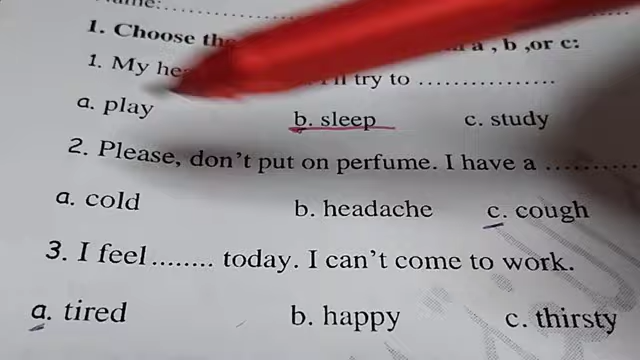 1. Choose the a , b ,or c:
1. My I'll try to ................
a. play b. sleep c. study
2. Please, don't put on perfume. I have a ..........
a. cold b. headache c. cough
3. I feel........ today. I can't come to work.
a. tired b. happy c. thirsty